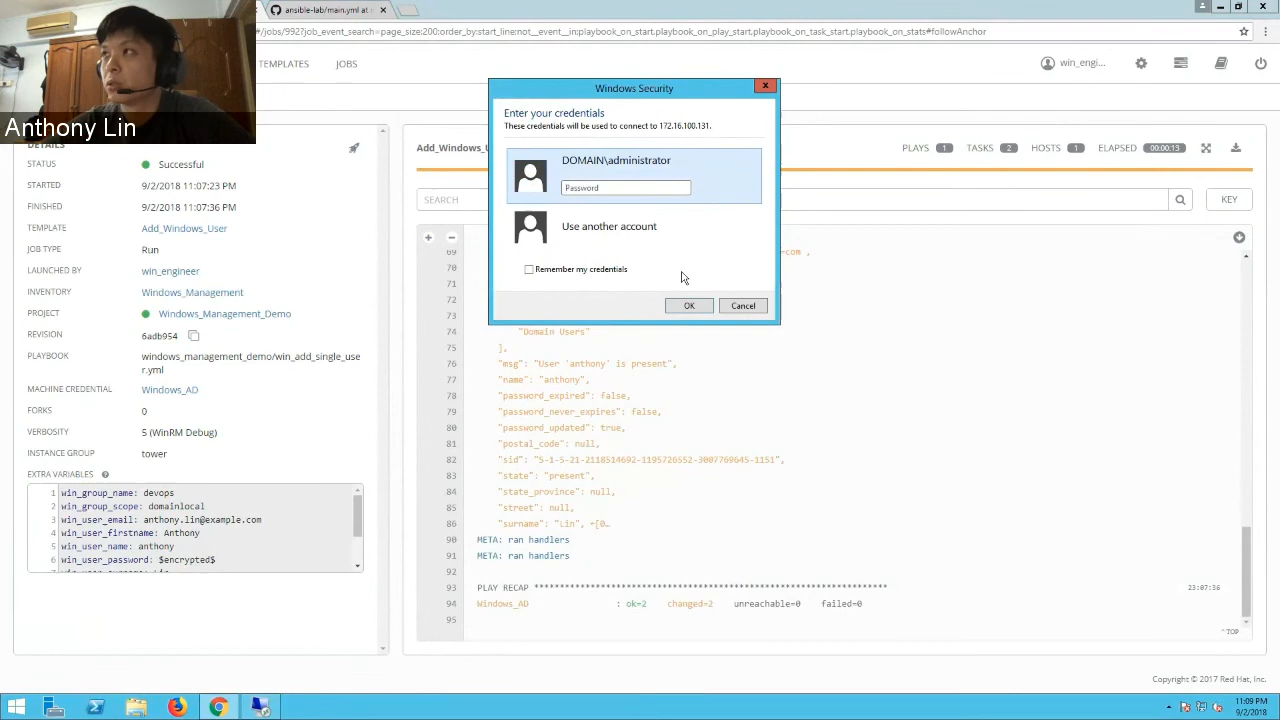 ansible-lab/main.yml at
#/jobs/992?job_event_search=page_size:200:order_by:start_line:not__event__in:playbook_on_start,playbook_on_play_start,playbook_on_task_start,playbook_on_stats#followAnchor
TEMPLATES
JOBS
win_engi...
Anthony Lin
Windows Security
Enter your credentials
These credentials will be used to connect to 172.16.100.131.
DOMAIN\administrator
Password
Use another account
Remember my credentials
OK
Cancel
DETAILS
STATUS Successful
STARTED 9/2/2018 11:07:23 PM
FINISHED 9/2/2018 11:07:36 PM
TEMPLATE Add_Windows_User
JOB TYPE Run
LAUNCHED BY win_engineer
INVENTORY Windows_Management
PROJECT Windows_Management_Demo
REVISION 6adb954
PLAYBOOK windows_management_demo/win_add_single_use
r.yml
MACHINE CREDENTIAL Windows_AD
FORKS 0
VERBOSITY 5 (WinRM Debug)
INSTANCE GROUP tower
EXTRA VARIABLES ?
1 win_group_name: devops
2 win_group_scope: domainlocal
3 win_user_email: anthony.lin@example.com
4 win_user_firstname: Anthony
5 win_user_name: anthony
6 win_user_password: $encrypted$
Add_Windows_U
PLAYS 1 TASKS 2 HOSTS 1 ELAPSED 00:00:13
SEARCH
KEY
69 com ,
70
71
72
73
74 "Domain Users"
75 ],
76 "msg": "User 'anthony' is present",
77 "name": "anthony",
78 "password_expired": false,
79 "password_never_expires": false,
80 "password_updated": true,
81 "postal_code": null,
82 "sid": "S-1-5-21-2118514692-1195726552-3007769645-1151",
83 "state": "present",
84 "state_province": null,
85 "street": null,
86 "surname": "Lin", ~[0…
90 META: ran handlers
91 META: ran handlers
92
93 PLAY RECAP *********************************************************************
23:07:36
94 Windows_AD : ok=2 changed=2 unreachable=0 failed=0
95
^TOP
Copyright © 2017 Red Hat, Inc.
11:09 PM
9/2/2018